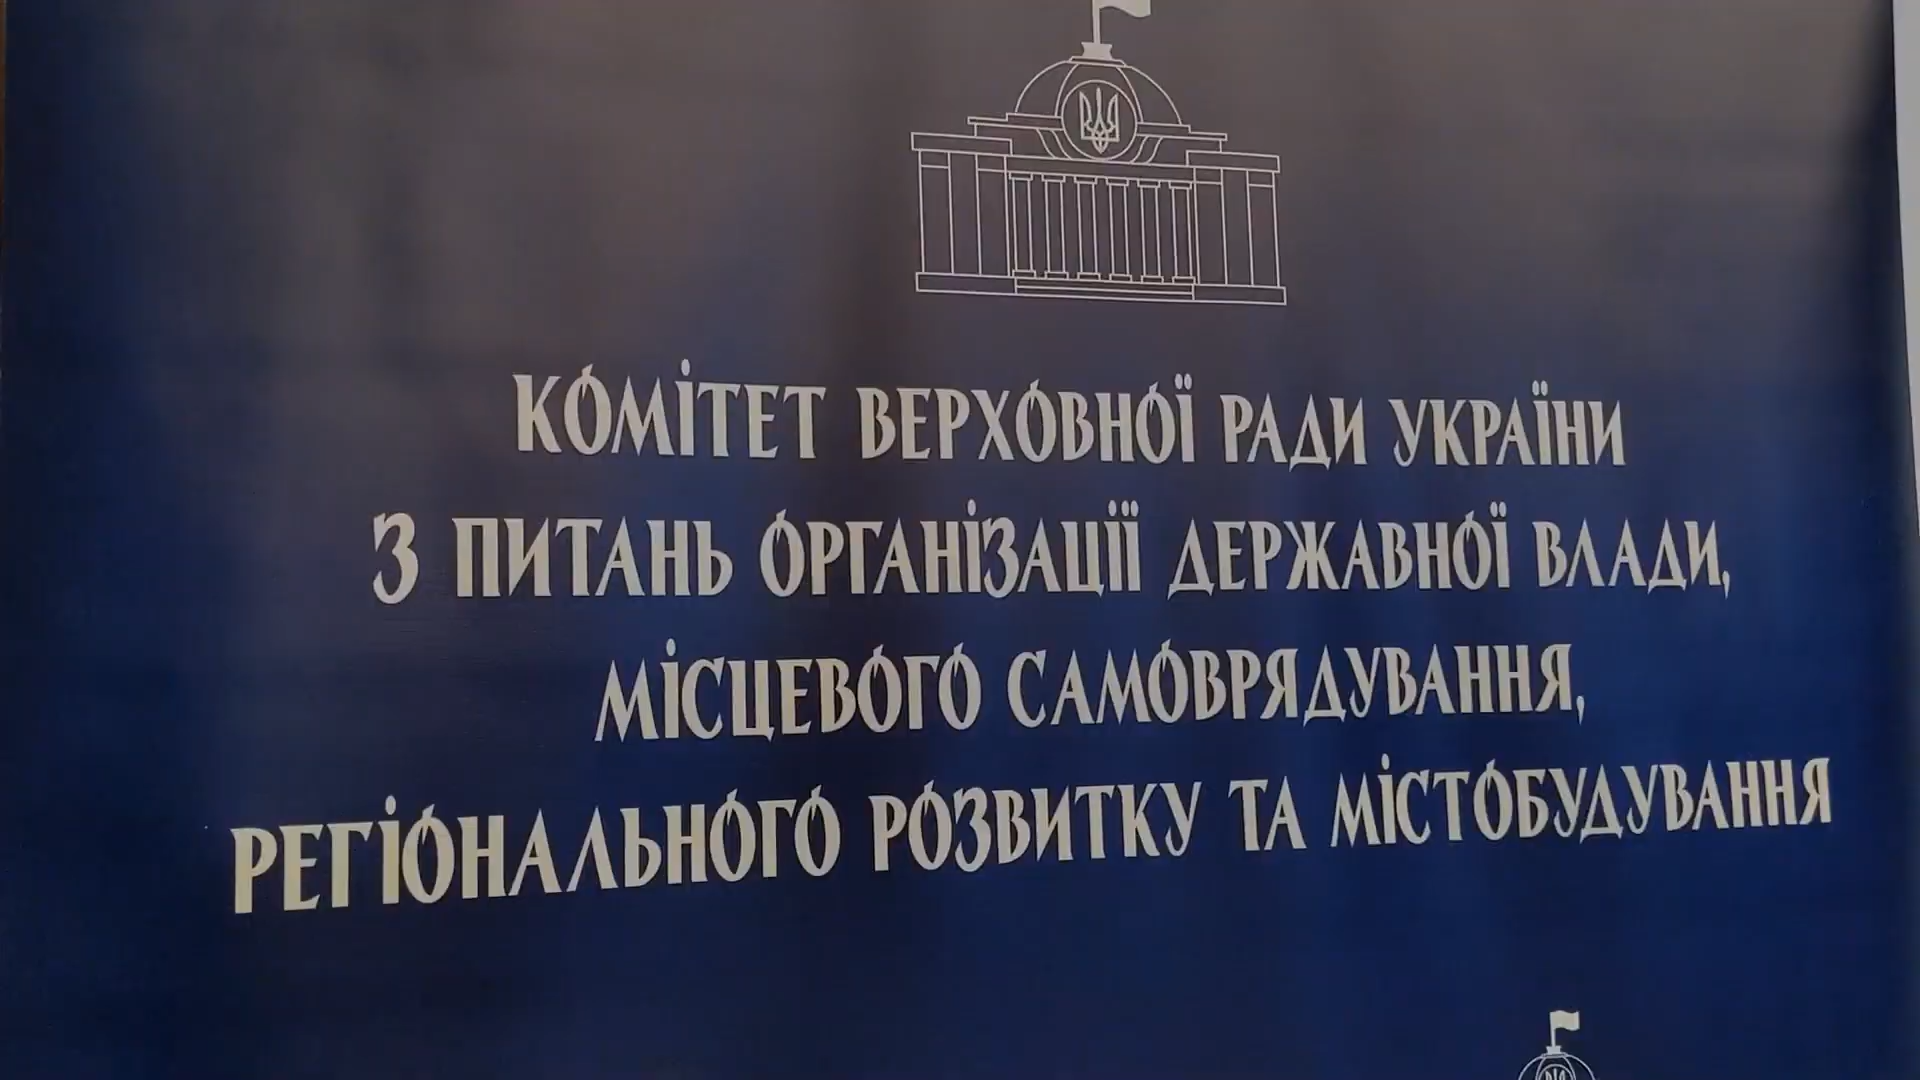 КОМІТЕТ ВЕРХОВНОЇ РАДИ УКРАЇНИ
З ПИТАНЬ ОРГАНІЗАЦІЇ ДЕРЖАВНОЇ ВЛАДИ,
МІСЦЕВОГО САМОВРЯДУВАННЯ,
РЕГІОНАЛЬНОГО РОЗВИТКУ ТА МІСТОБУДУВАННЯ